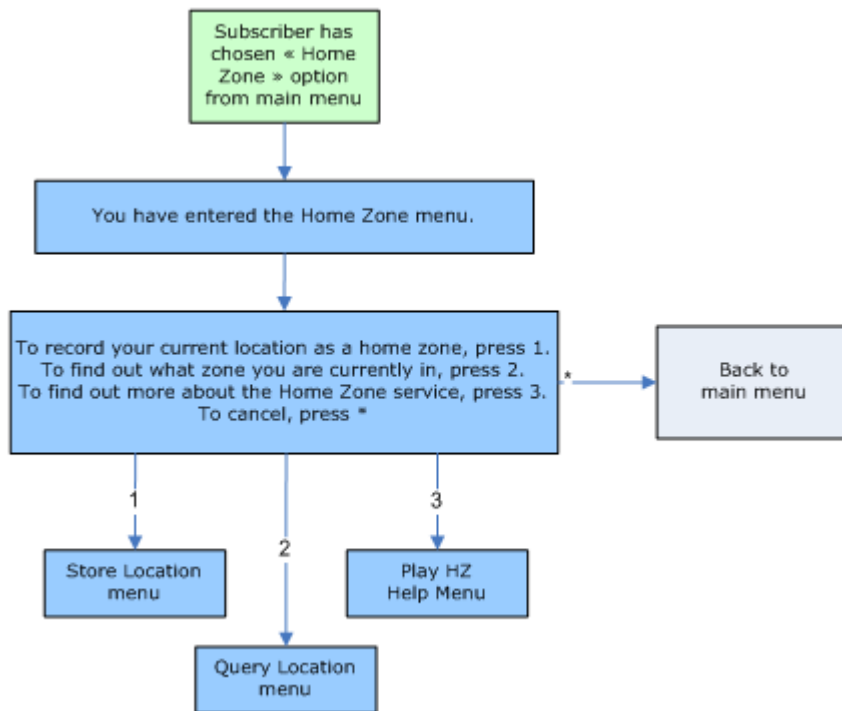 Subscriber has
chosen « Home
Zone » option
from main menu
You have entered the Home Zone menu.
To record your current location as a home zone, press 1.
To find out what zone you are currently in, press 2.
To find out more about the Home Zone service, press 3.
To cancel, press *
*
Back to
main menu
1
2
3
Store Location
menu
Play HZ
Help Menu
Query Location
menu